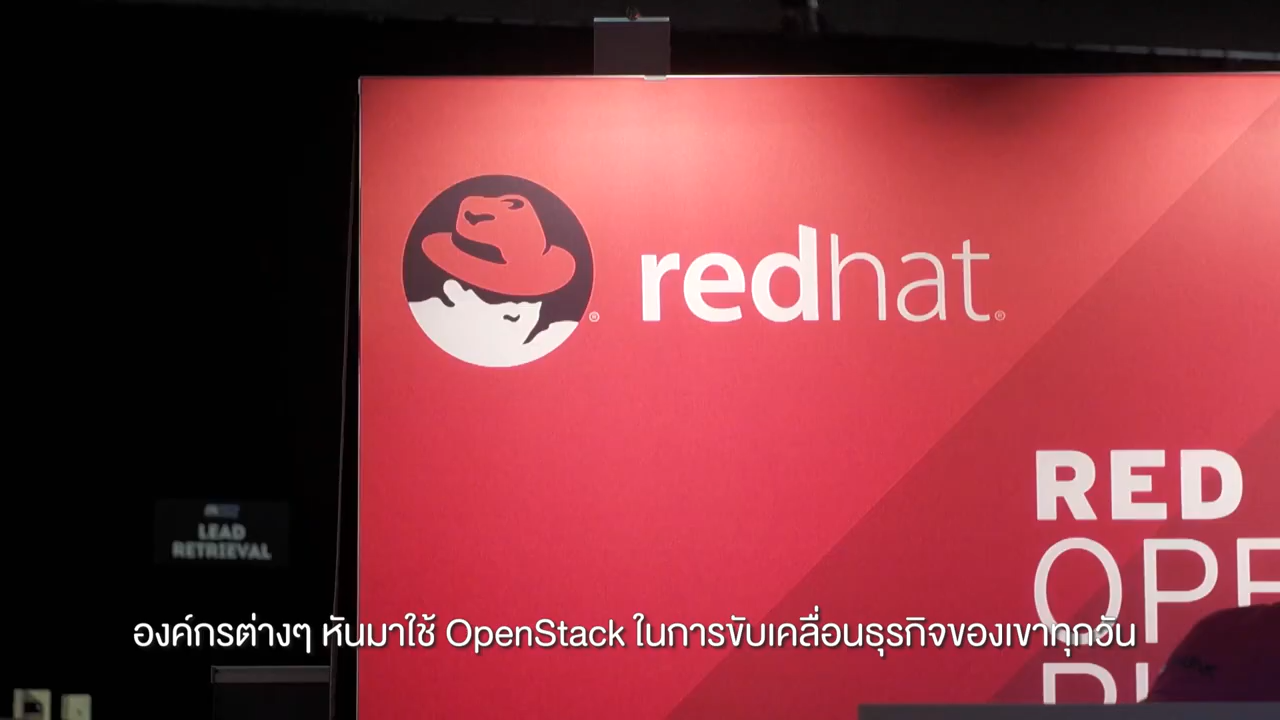 redhat
RED
LEAD
RETRIEVAL
องค์กรต่างๆ หันมาใช้ OpenStack ในการขับเคลื่อนธุรกิจของเขาทุกวัน